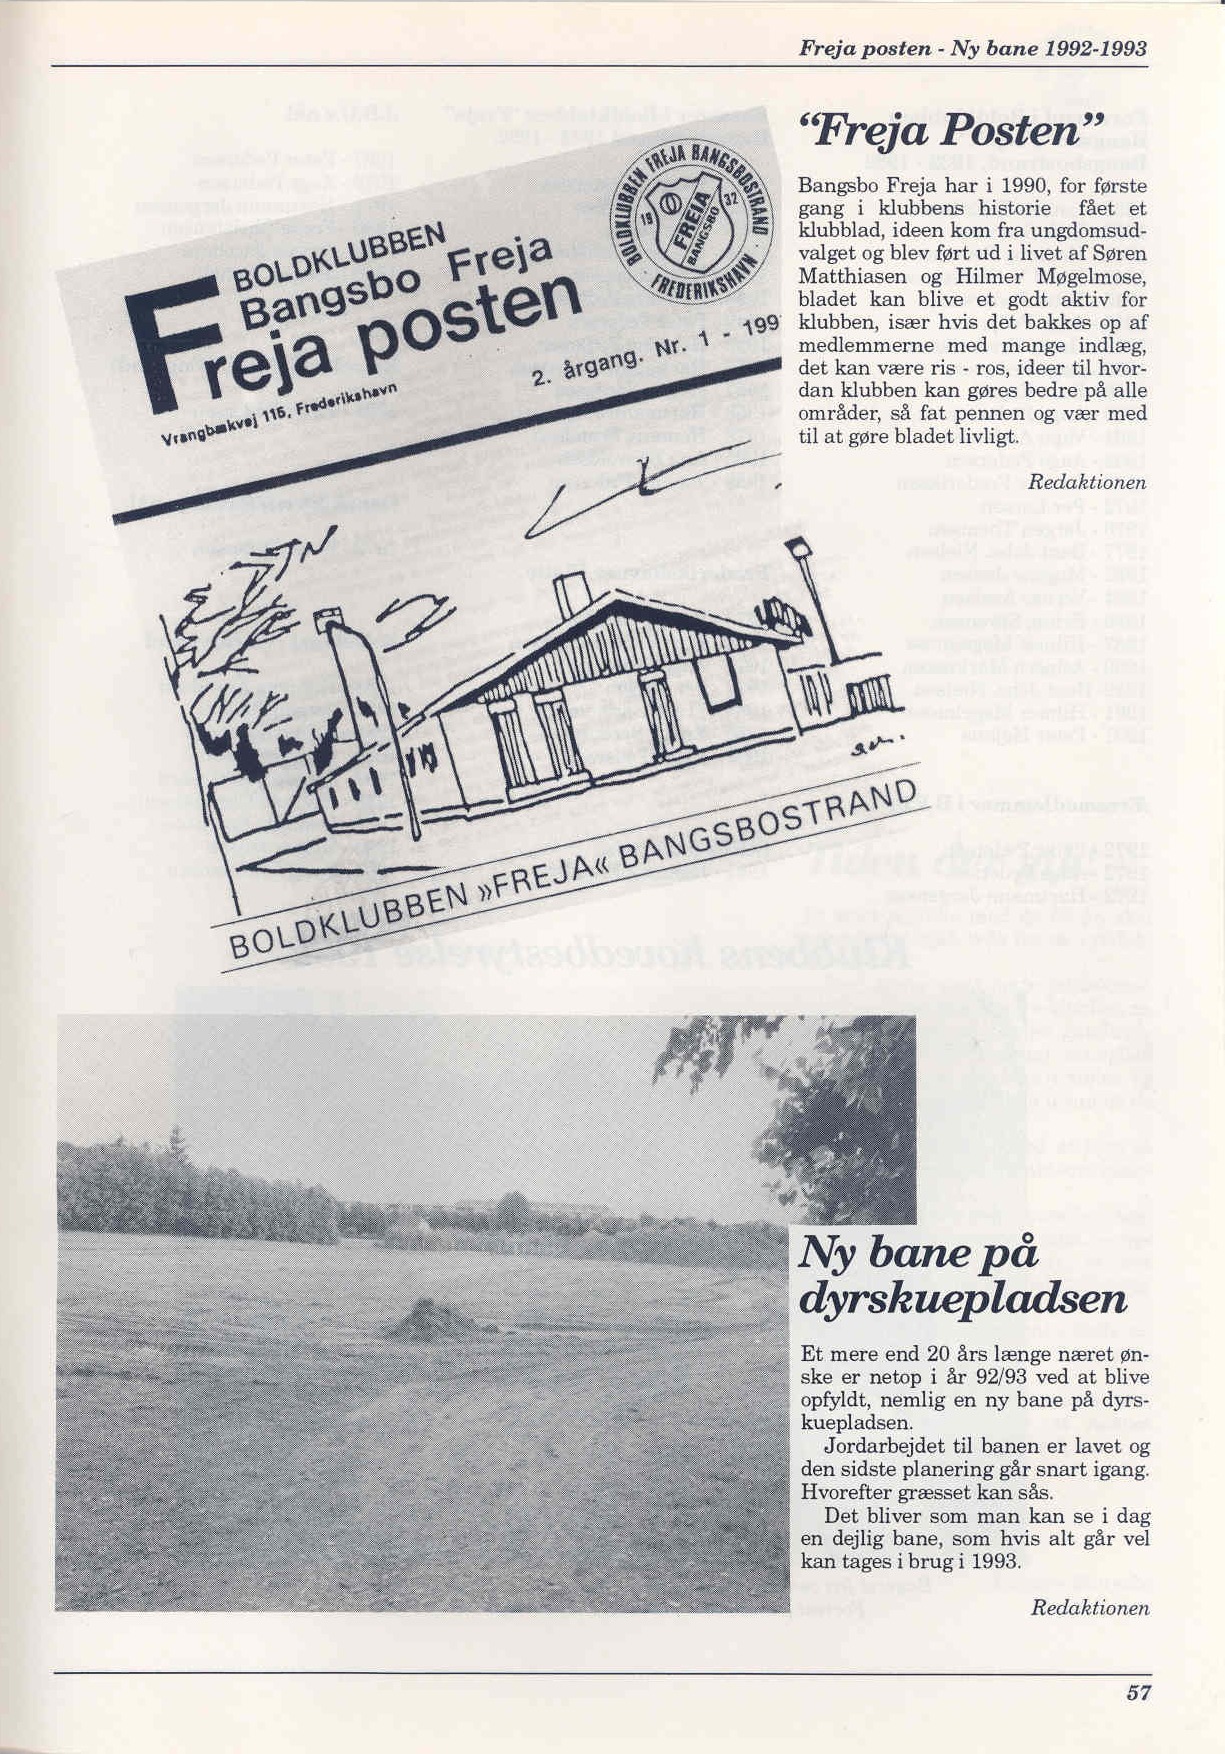 Freja posten - Ny bane 1992-1993
BOLDKLUBBEN
Bangsbo Freja
Freja posten
Vrangbækvej 115, Frederikshavn
2. årgang. Nr. 1 - 199
BOLDKLUBBEN FREJA BANGSBOSTRAND
· FREDERIKSHAVN ·
19 32
FREJA
BANGSBO
BOLDKLUBBEN »FREJA« BANGSBOSTRAND
“Freja Posten”
Bangsbo Freja har i 1990, for første
gang i klubbens historie fået et
klubblad, ideen kom fra ungdomsud-
valget og blev ført ud i livet af Søren
Matthiasen og Hilmer Møgelmose,
bladet kan blive et godt aktiv for
klubben, især hvis det bakkes op af
medlemmerne med mange indlæg,
det kan være ris - ros, ideer til hvor-
dan klubben kan gøres bedre på alle
områder, så fat pennen og vær med
til at gøre bladet livligt.
Redaktionen
Ny bane på
dyrskuepladsen
Et mere end 20 års længe næret øn-
ske er netop i år 92/93 ved at blive
opfyldt, nemlig en ny bane på dyrs-
kuepladsen.
Jordarbejdet til banen er lavet og
den sidste planering går snart igang.
Hvorefter græsset kan sås.
Det bliver som man kan se i dag
en dejlig bane, som hvis alt går vel
kan tages i brug i 1993.
Redaktionen
57